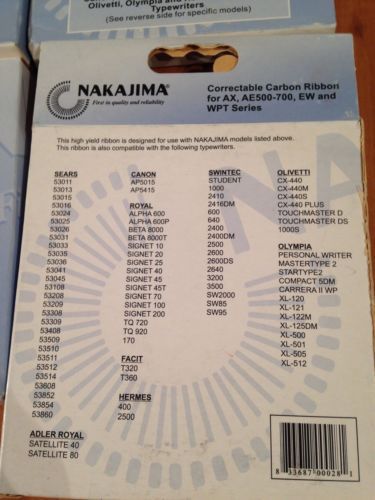 Olivetti, Olympia and
Typewriters
(See reverse side for specific models)
NAKAJIMA®
First in quality and reliability
Correctable Carbon Ribbon
for AX, AE500-700, EW and
WPT Series
This high yield ribbon is designed for use with NAKAJIMA models listed above.
This ribbon is also compatible with the following typewriters.
SEARS
53011
53013
53015
53016
53024
53025
53026
53031
53033
53035
53036
53041
53045
53108
53208
53209
53308
53309
53408
53509
53510
53511
53512
53514
53608
53852
53854
53860
ADLER ROYAL
SATELLITE 40
SATELLITE 80
CANON
AP5015
AP5415
ROYAL
ALPHA 600
ALPHA 600P
BETA 8000
BETA 8000T
SIGNET 10
SIGNET 20
SIGNET 25
SIGNET 40
SIGNET 45
SIGNET 45T
SIGNET 70
SIGNET 100
SIGNET 200
TQ 720
TQ 920
170
FACIT
T320
T360
HERMES
400
2500
SWINTEC
STUDENT
1000
2410
2416DM
600
640
2400
2400DM
2500
2600
2600DS
2640
3200
3500
SW2000
SW85
SW95
OLIVETTI
CX-440
CX-440M
CX-440S
CX-440 PLUS
TOUCHMASTER D
TOUCHMASTER DS
1000S
OLYMPIA
PERSONAL WRITER
MASTERTYPE 2
STARTYPE2
COMPACT 5DM
CARRERA II WP
XL-120
XL-121
XL-122M
XL-125DM
XL-500
XL-501
XL-505
XL-512
8 33687 00028 1